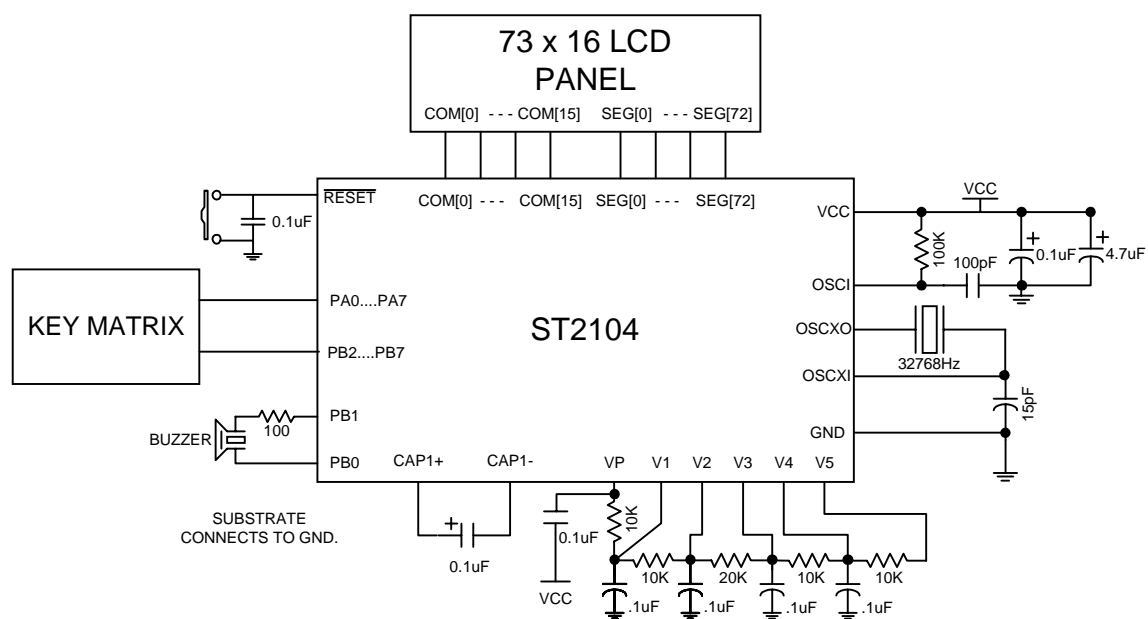 73 x 16 LCD
PANEL
COM[0] - - - COM[15] SEG[0] - - - SEG[72]
RESET
COM[0] - - - COM[15] SEG[0] - - - SEG[72]
VCC
VCC
0.1uF
100K
100pF
+
0.1uF
+
4.7uF
OSCI
KEY MATRIX
PA0....PA7
ST2104
OSCXO
PB2....PB7
32768Hz
OSCXI
15pF
PB1
100
GND
BUZZER
PB0
CAP1+ CAP1- VP V1 V2 V3 V4 V5
SUBSTRATE
CONNECTS TO GND.
+
0.1uF
0.1uF
10K
10K 20K 10K 10K
VCC
.1uF .1uF .1uF .1uF